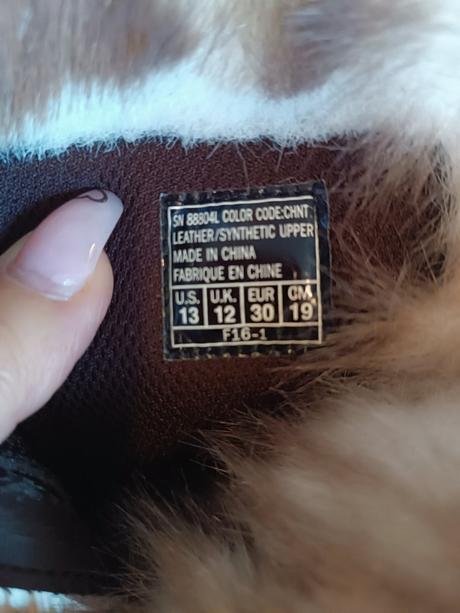 SN 88804L COLOR CODE:CHNT
LEATHER/SYNTHETIC UPPER
MADE IN CHINA
FABRIQUE EN CHINE
U.S. U.K. EUR CM
13 12 30 19
F16-1